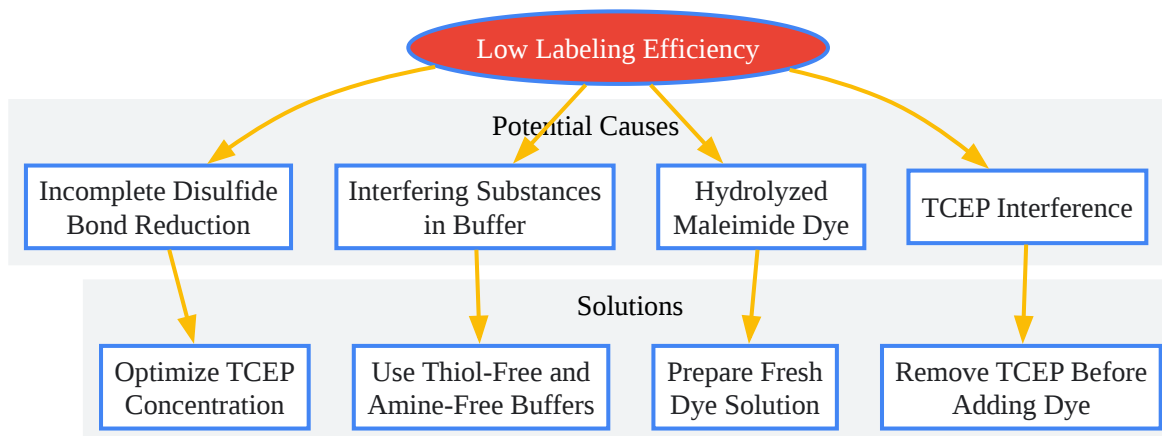 Low Labeling Efficiency
Potential Causes
Incomplete Disulfide
Bond Reduction
Interfering Substances
in Buffer
Hydrolyzed
Maleimide Dye
TCEP Interference
Solutions
Optimize TCEP
Concentration
Use Thiol-Free and
Amine-Free Buffers
Prepare Fresh
Dye Solution
Remove TCEP Before
Adding Dye